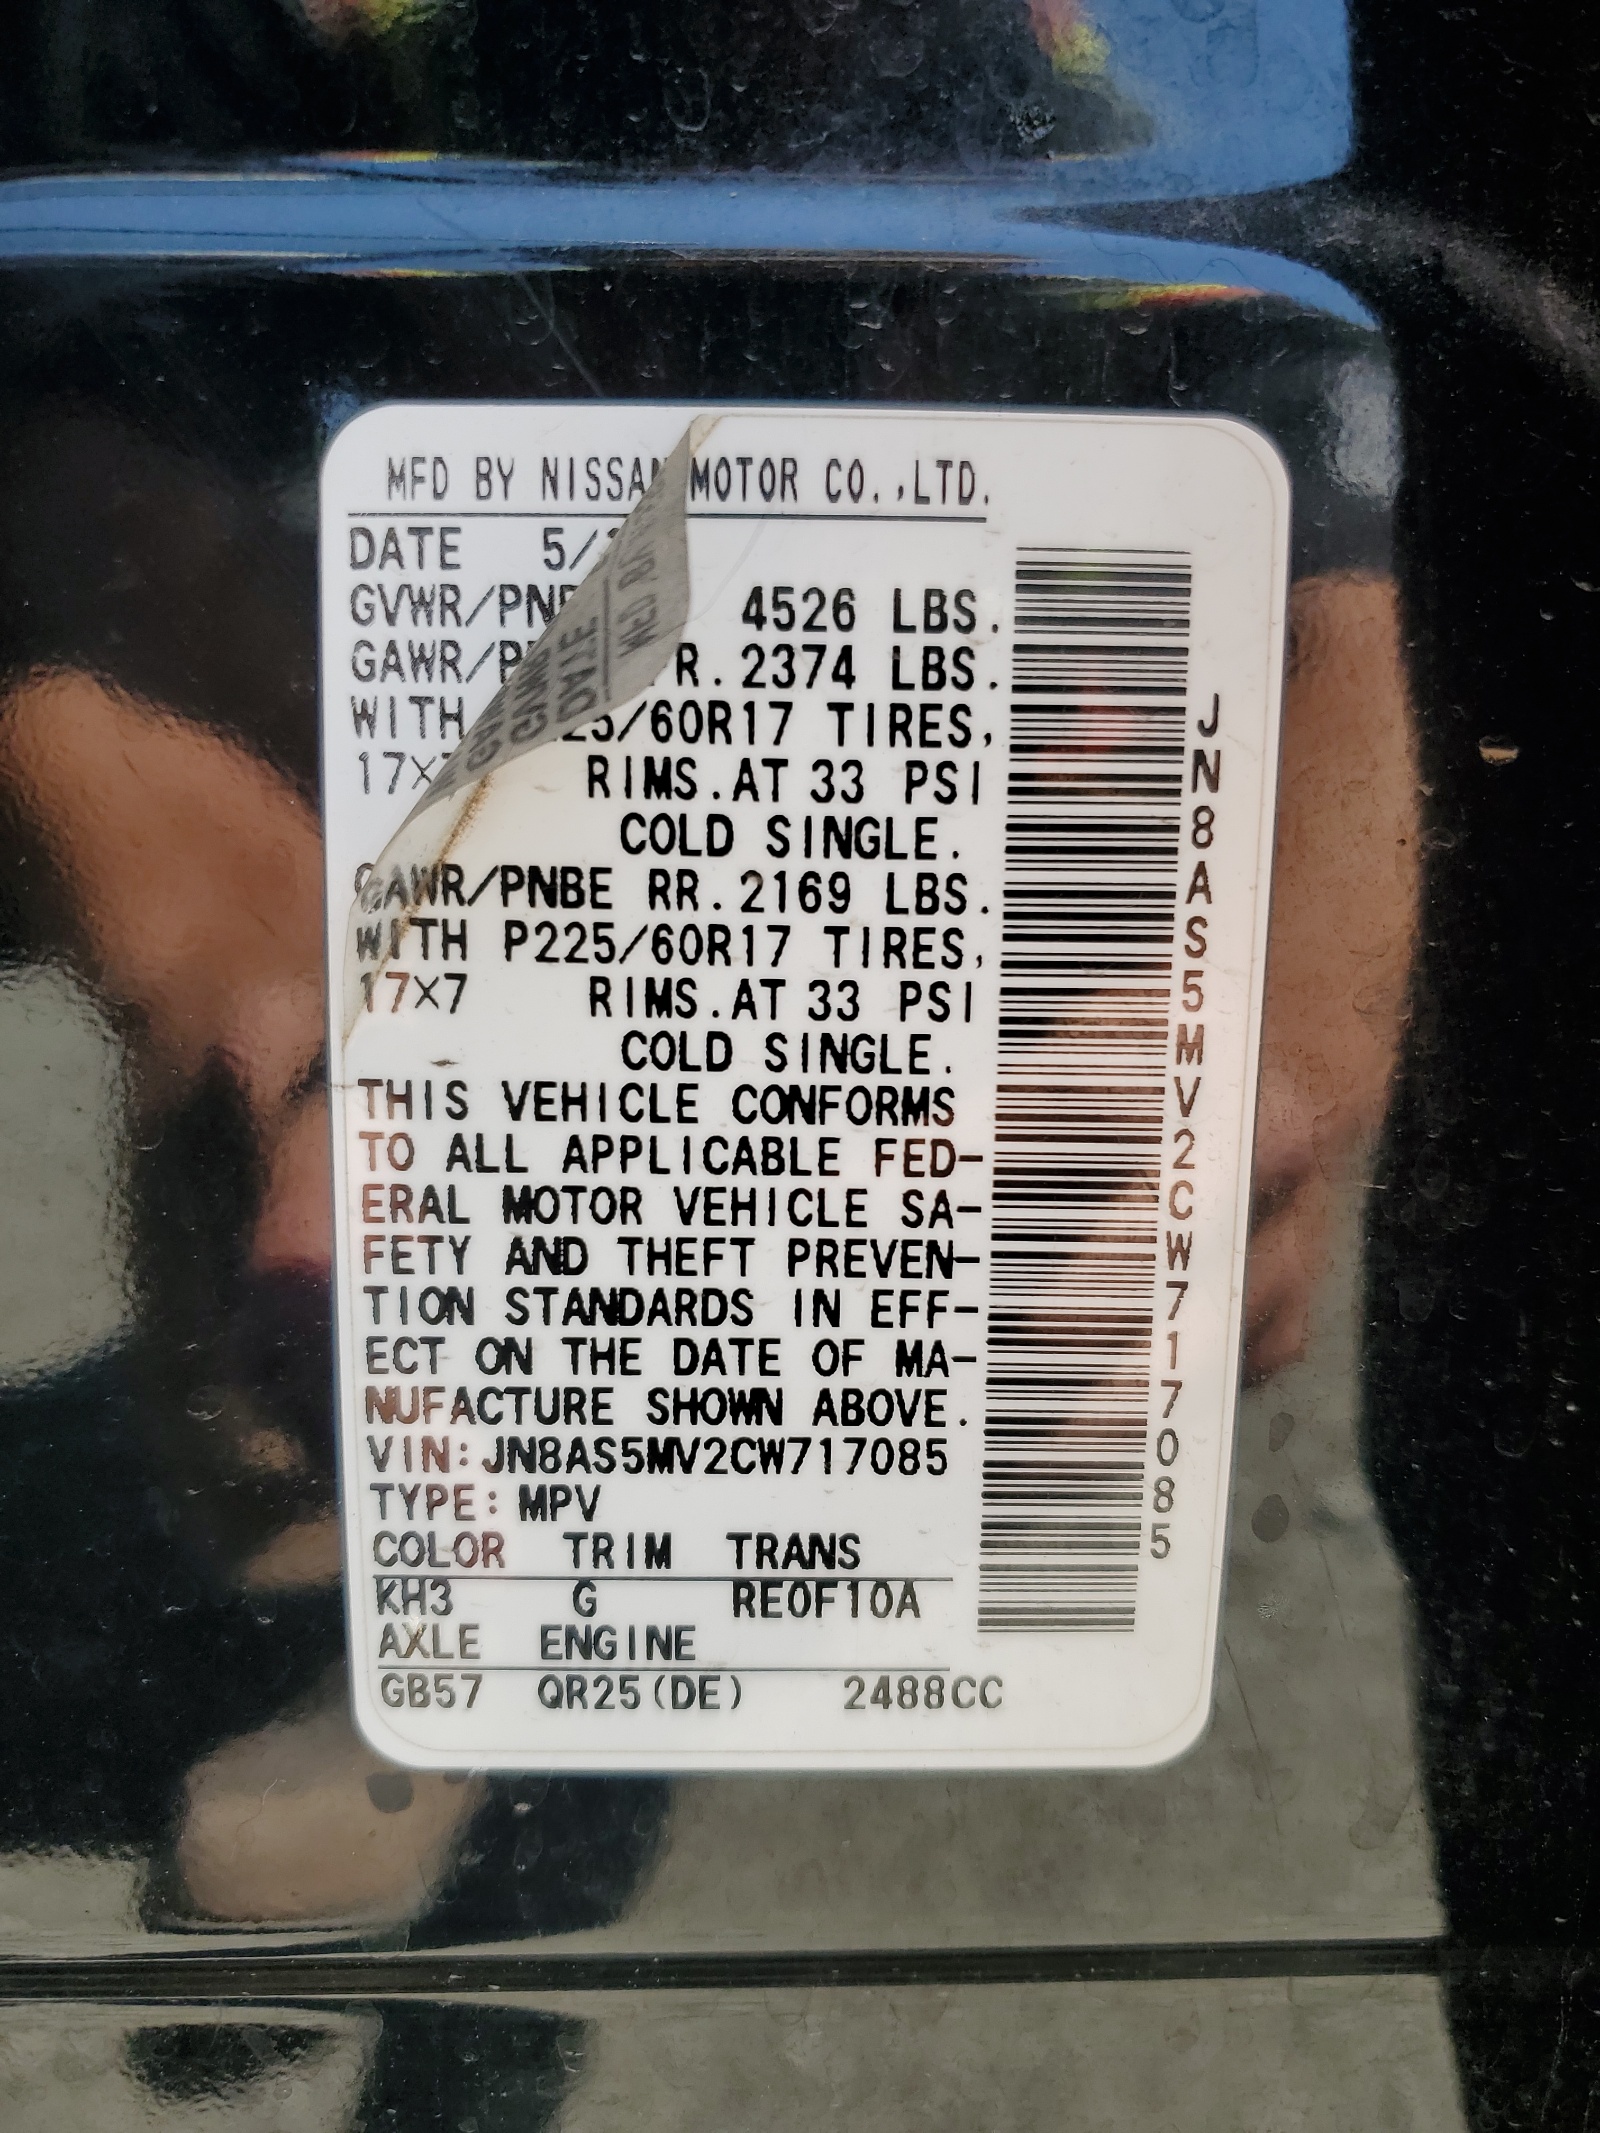 MFD BY NISSAN MOTOR CO.,LTD.
DATE 5/
GVWR/PNB 4526 LBS.
GAWR/P R. 2374 LBS.
WITH 25/60R17 TIRES,
17X RIMS.AT 33 PSI
COLD SINGLE.
GAWR/PNBE RR. 2169 LBS.
WITH P225/60R17 TIRES,
17X7 RIMS.AT 33 PSI
COLD SINGLE.
THIS VEHICLE CONFORMS
TO ALL APPLICABLE FED-
ERAL MOTOR VEHICLE SA-
FETY AND THEFT PREVEN-
TION STANDARDS IN EFF-
ECT ON THE DATE OF MA-
NUFACTURE SHOWN ABOVE.
VIN:JN8AS5MV2CW717085
TYPE: MPV
COLOR TRIM TRANS
KH3 G RE0F10A
AXLE ENGINE
GB57 QR25(DE) 2488CC
JN8AS5MV2CW717085